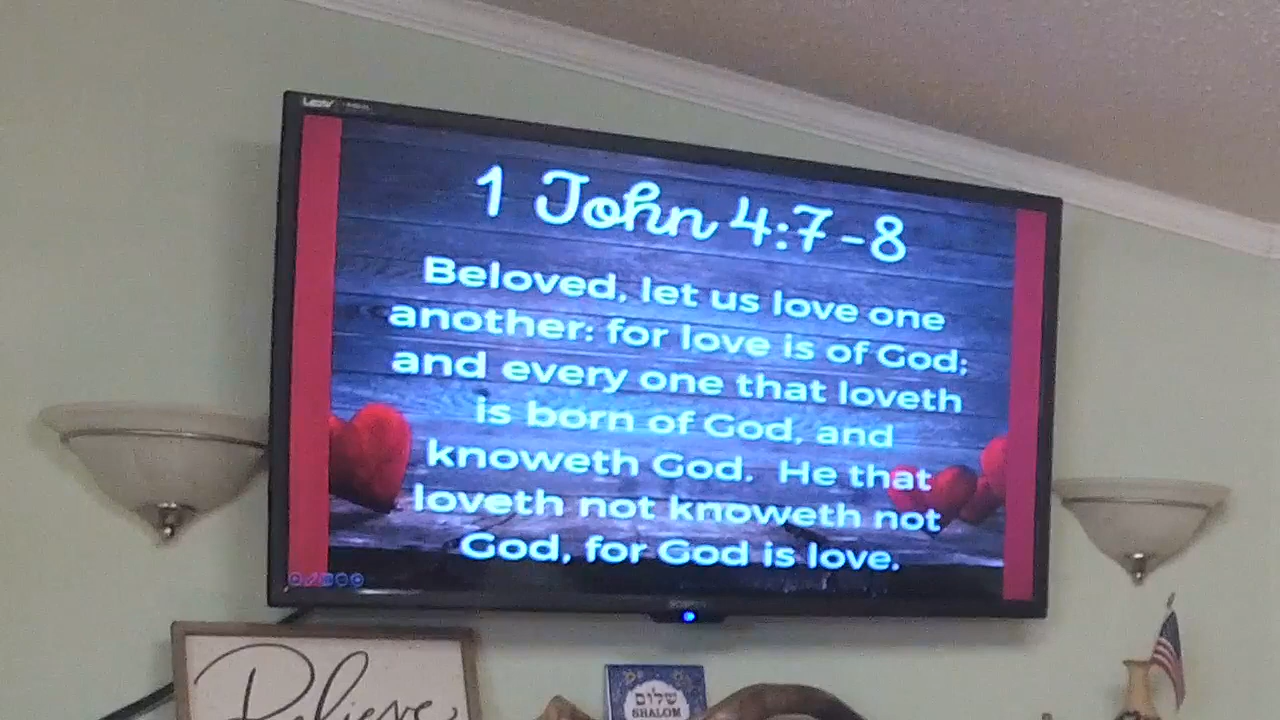 1 John 4:7-8
Beloved, let us love one
another: for love is of God;
and every one that loveth
is born of God, and
knoweth God.  He that
loveth not knoweth not
God, for God is love.
Believe
שלום
SHALOM